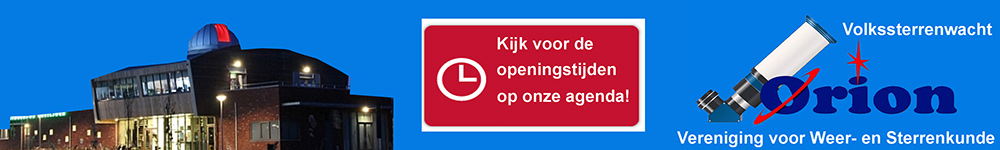 Kijk voor de
openingstijden
op onze agenda!
Volkssterrenwacht
Orion
Vereniging voor Weer- en Sterrenkunde